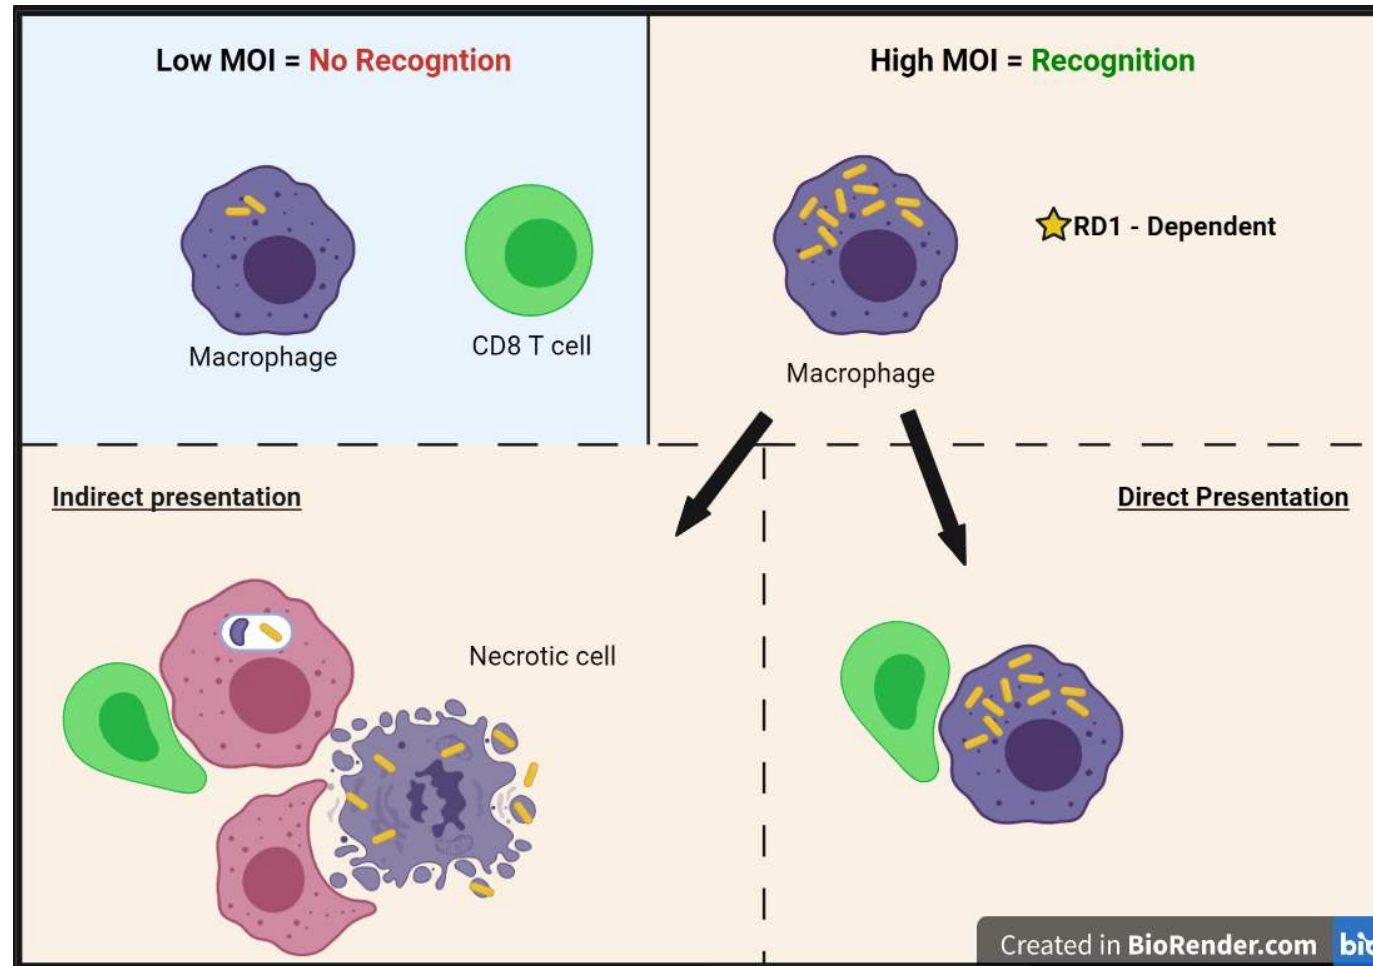 Low MOI = No Recogntion
High MOI = Recognition
RD1 - Dependent
Macrophage
CD8 T cell
Macrophage
Indirect presentation
Direct Presentation
Necrotic cell
Created in BioRender.com